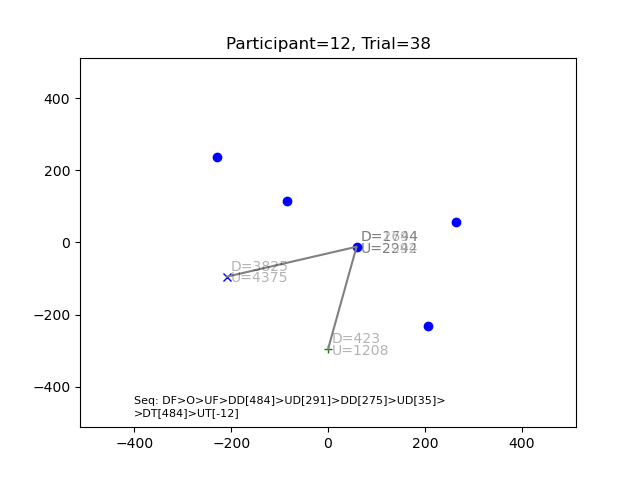 Participant=12, Trial=38
400
200
0
−200
−400
D=3825
U=4375
D=423
U=1208
Seq: DF>O>UF>DD[484]>UD[291]>DD[275]>UD[35]>
>DT[484]>UT[-12]
−400
−200
0
200
400